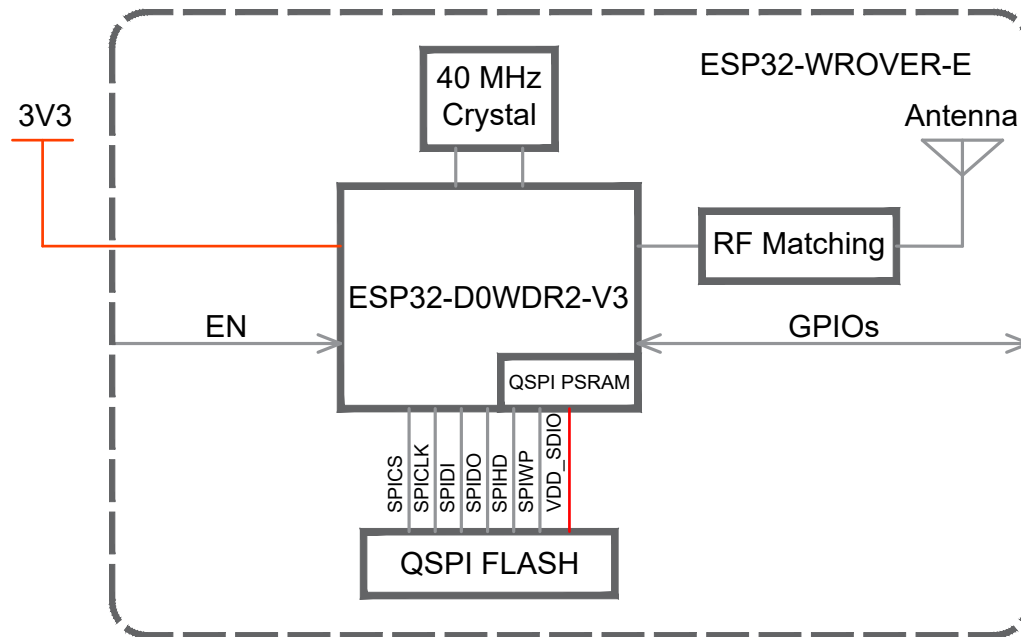 ESP32-WROVER-E
40 MHz
Crystal
3V3
Antenna
RF Matching
ESP32-D0WDR2-V3
EN
GPIOs
QSPI PSRAM
SPICS
SPICLK
SPIDI
SPIDO
SPIHD
SPIWP
VDD_SDIO
QSPI FLASH